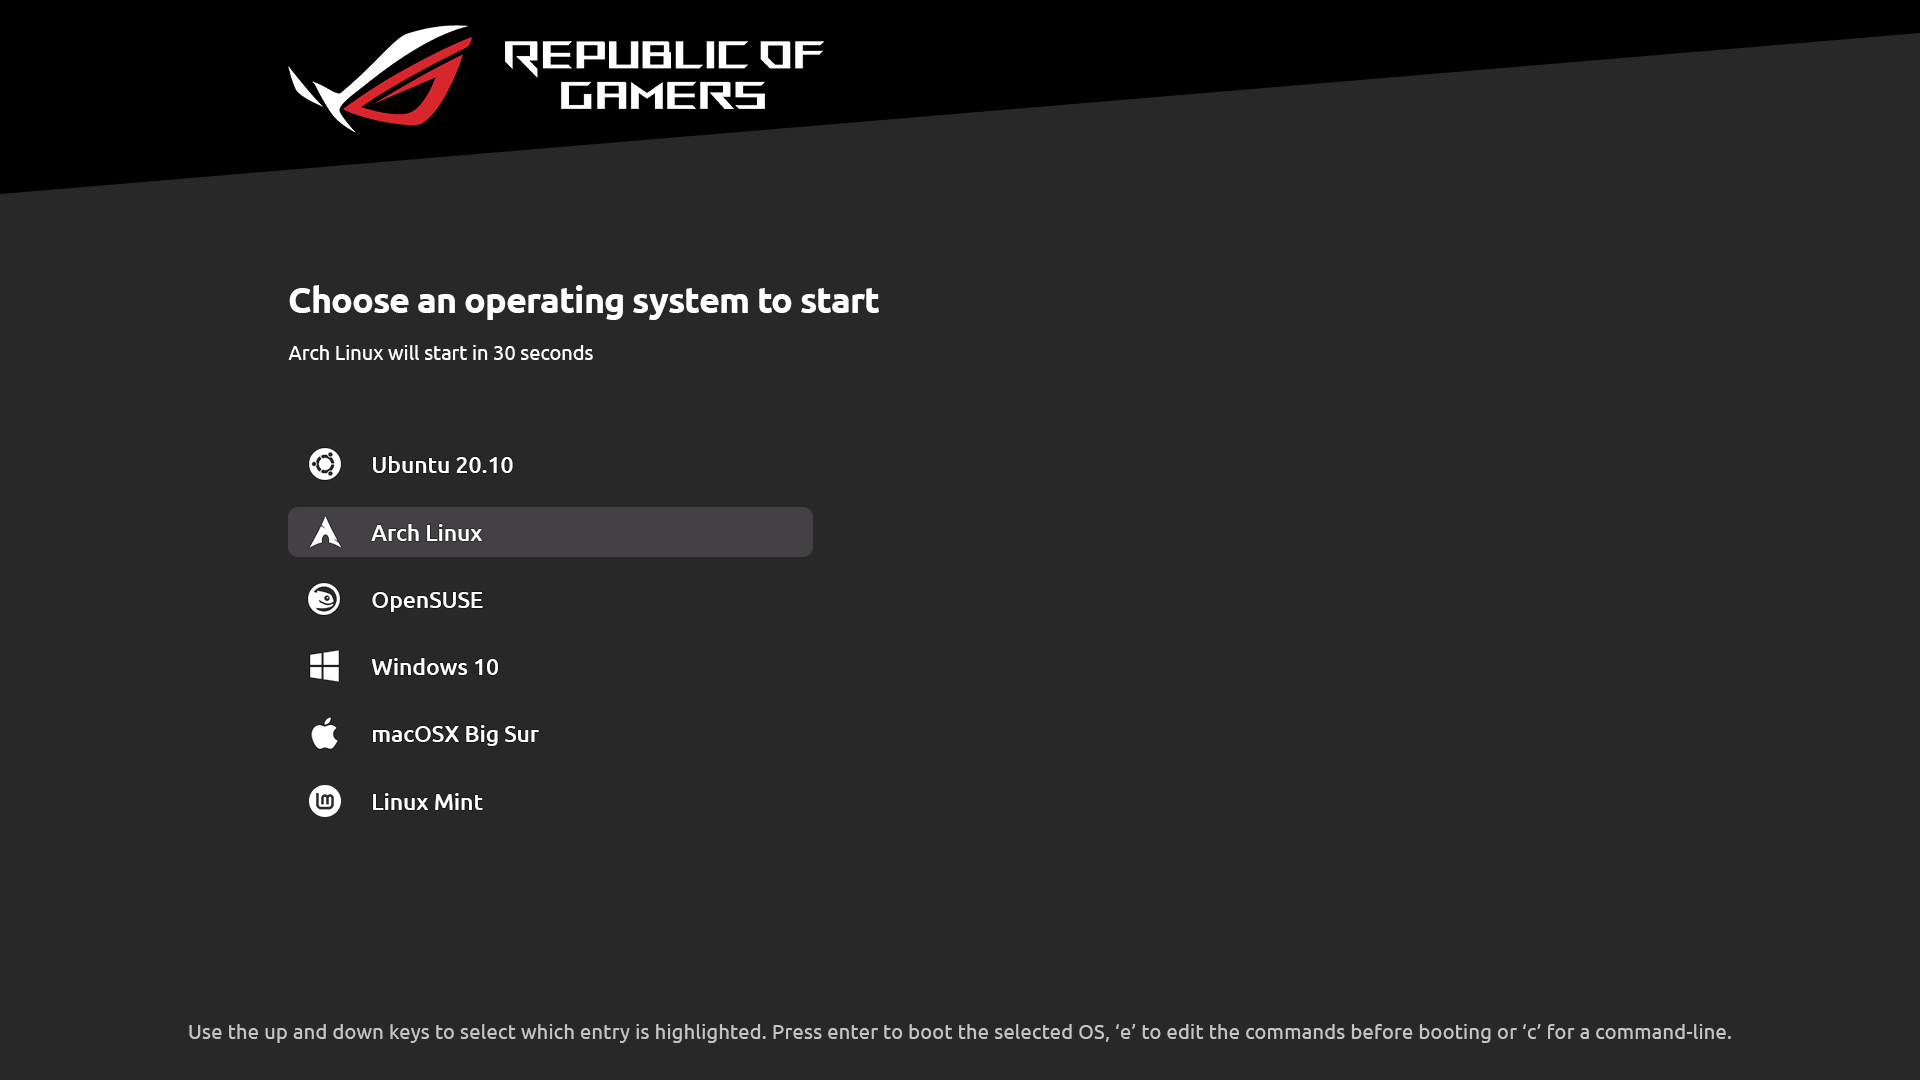 REPUBLIC OF
GAMERS
Choose an operating system to start
Arch Linux will start in 30 seconds
Ubuntu 20.10
Arch Linux
OpenSUSE
Windows 10
macOSX Big Sur
Linux Mint
Use the up and down keys to select which entry is highlighted. Press enter to boot the selected OS, ‘e’ to edit the commands before booting or ‘c’ for a command-line.